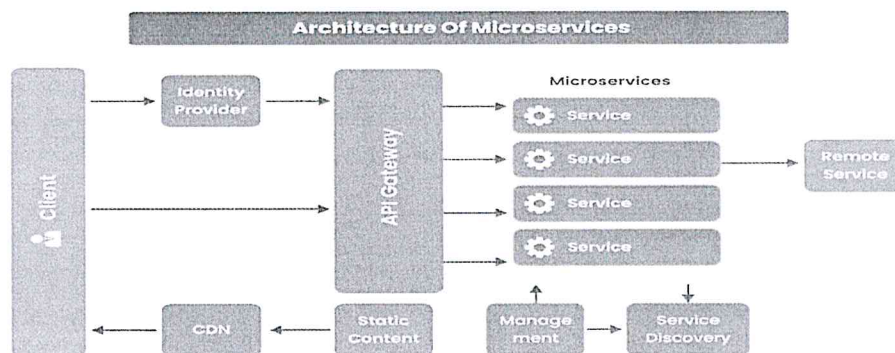 Architecture Of Microservices
Client
Identity
Provider
API Gateway
Microservices
Service
Service
Service
Service
Remote
Service
CDN
Static
Content
Manage
ment
Service
Discovery